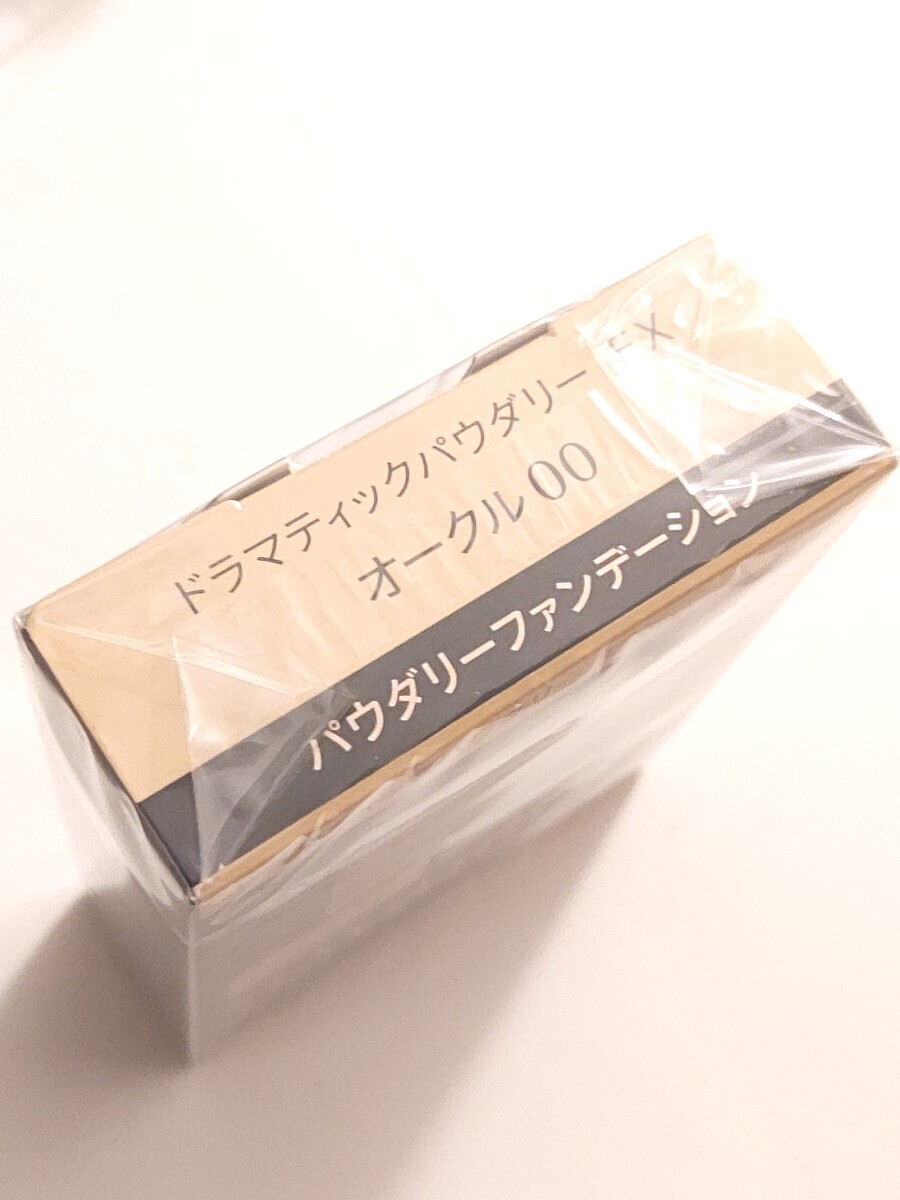 ドラマティックパウダリー EX
オークル00
パウダリーファンデーション